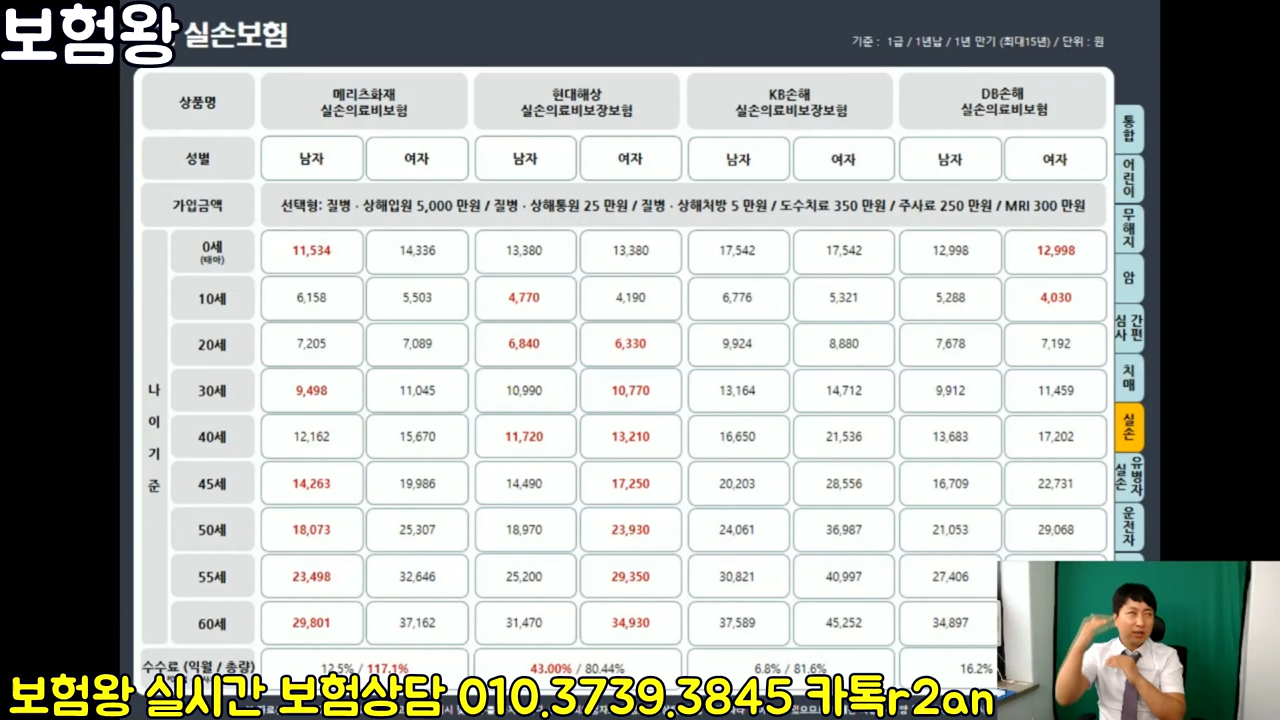 보험왕
실손보험
기준 : 1급 / 1년납 / 1년 만기 (최대15년) / 단위 : 원
상품명
메리츠화재
실손의료비보험
현대해상
실손의료비보장보험
KB손해
실손의료비보장보험
DB손해
실손의료비보험
성별 남자 여자 남자 여자 남자 여자 남자 여자
가입금액 선택형: 질병 · 상해입원 5,000 만원 / 질병 · 상해통원 25 만원 / 질병 · 상해처방 5 만원 / 도수치료 350 만원 / 주사료 250 만원 / MRI 300 만원
나이기준
0세 11,534 14,336 13,380 13,380 17,542 17,542 12,998 12,998
(태아)
10세 6,158 5,503 4,770 4,190 6,776 5,321 5,288 4,030
20세 7,205 7,089 6,840 6,330 9,924 8,880 7,678 7,192
30세 9,498 11,045 10,990 10,770 13,164 14,712 9,912 11,459
40세 12,162 15,670 11,720 13,210 16,650 21,536 13,683 17,202
45세 14,263 19,986 14,490 17,250 20,203 28,556 16,709 22,731
50세 18,073 25,307 18,970 23,930 24,061 36,987 21,053 29,068
55세 23,498 32,646 25,200 29,350 30,821 40,997 27,406
60세 29,801 37,162 31,470 34,930 37,589 45,252 34,897
수수료 (익월 / 총량) 12.5% / 117.1% 43.00% / 80.44% 6.8% / 81.6% 16.2%
통합
어린이
무해지
암
간편심사
치매
실손
유병자실손
운전자
보험왕 실시간 보험상담 010.3739.3845 카톡r2an